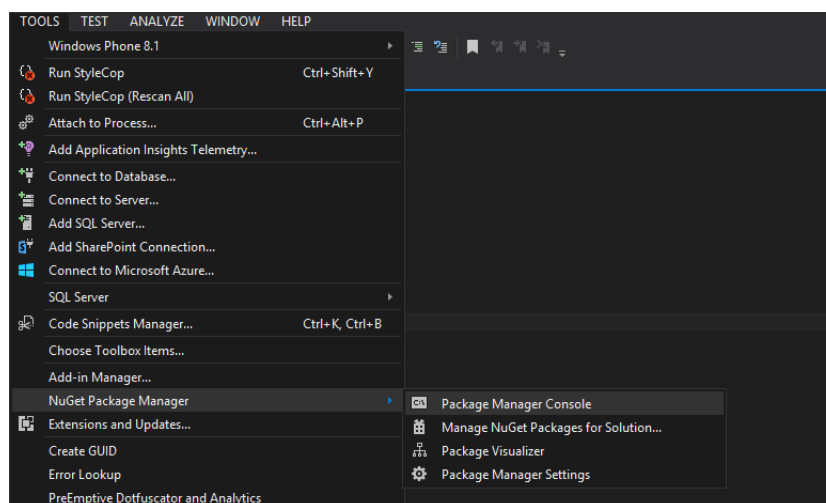 TOOLS TEST ANALYZE WINDOW HELP
Windows Phone 8.1
Run StyleCop Ctrl+Shift+Y
Run StyleCop (Rescan All)
Attach to Process... Ctrl+Alt+P
Add Application Insights Telemetry...
Connect to Database...
Connect to Server...
Add SQL Server...
Add SharePoint Connection...
Connect to Microsoft Azure...
SQL Server
Code Snippets Manager... Ctrl+K, Ctrl+B
Choose Toolbox Items...
Add-in Manager...
NuGet Package Manager
Package Manager Console
Extensions and Updates...
Manage NuGet Packages for Solution...
Create GUID
Package Visualizer
Error Lookup
Package Manager Settings
PreEmptive Dotfuscator and Analytics